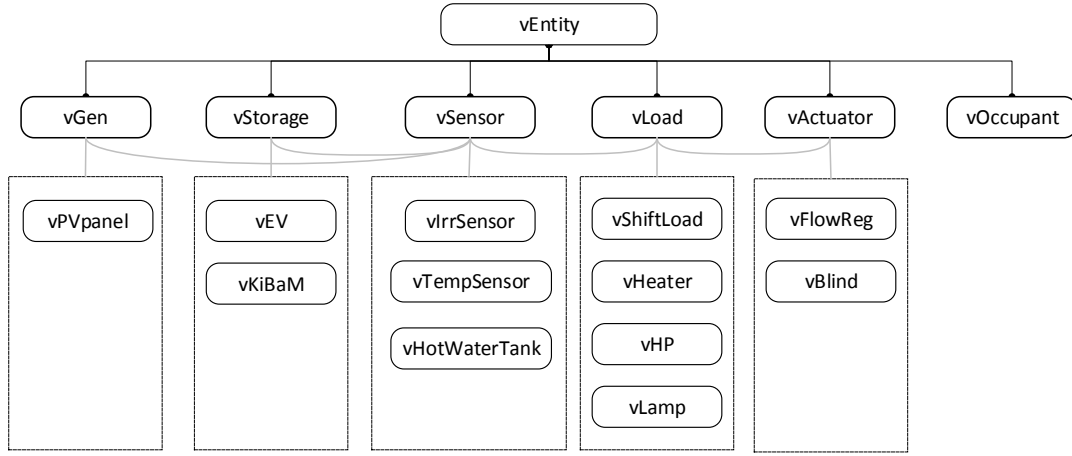 vEntity
vGen
vStorage
vSensor
vLoad
vActuator
vOccupant
vPVpanel
vEV
vKiBaM
vIrrSensor
vTempSensor
vHotWaterTank
vShiftLoad
vHeater
vHP
vLamp
vFlowReg
vBlind